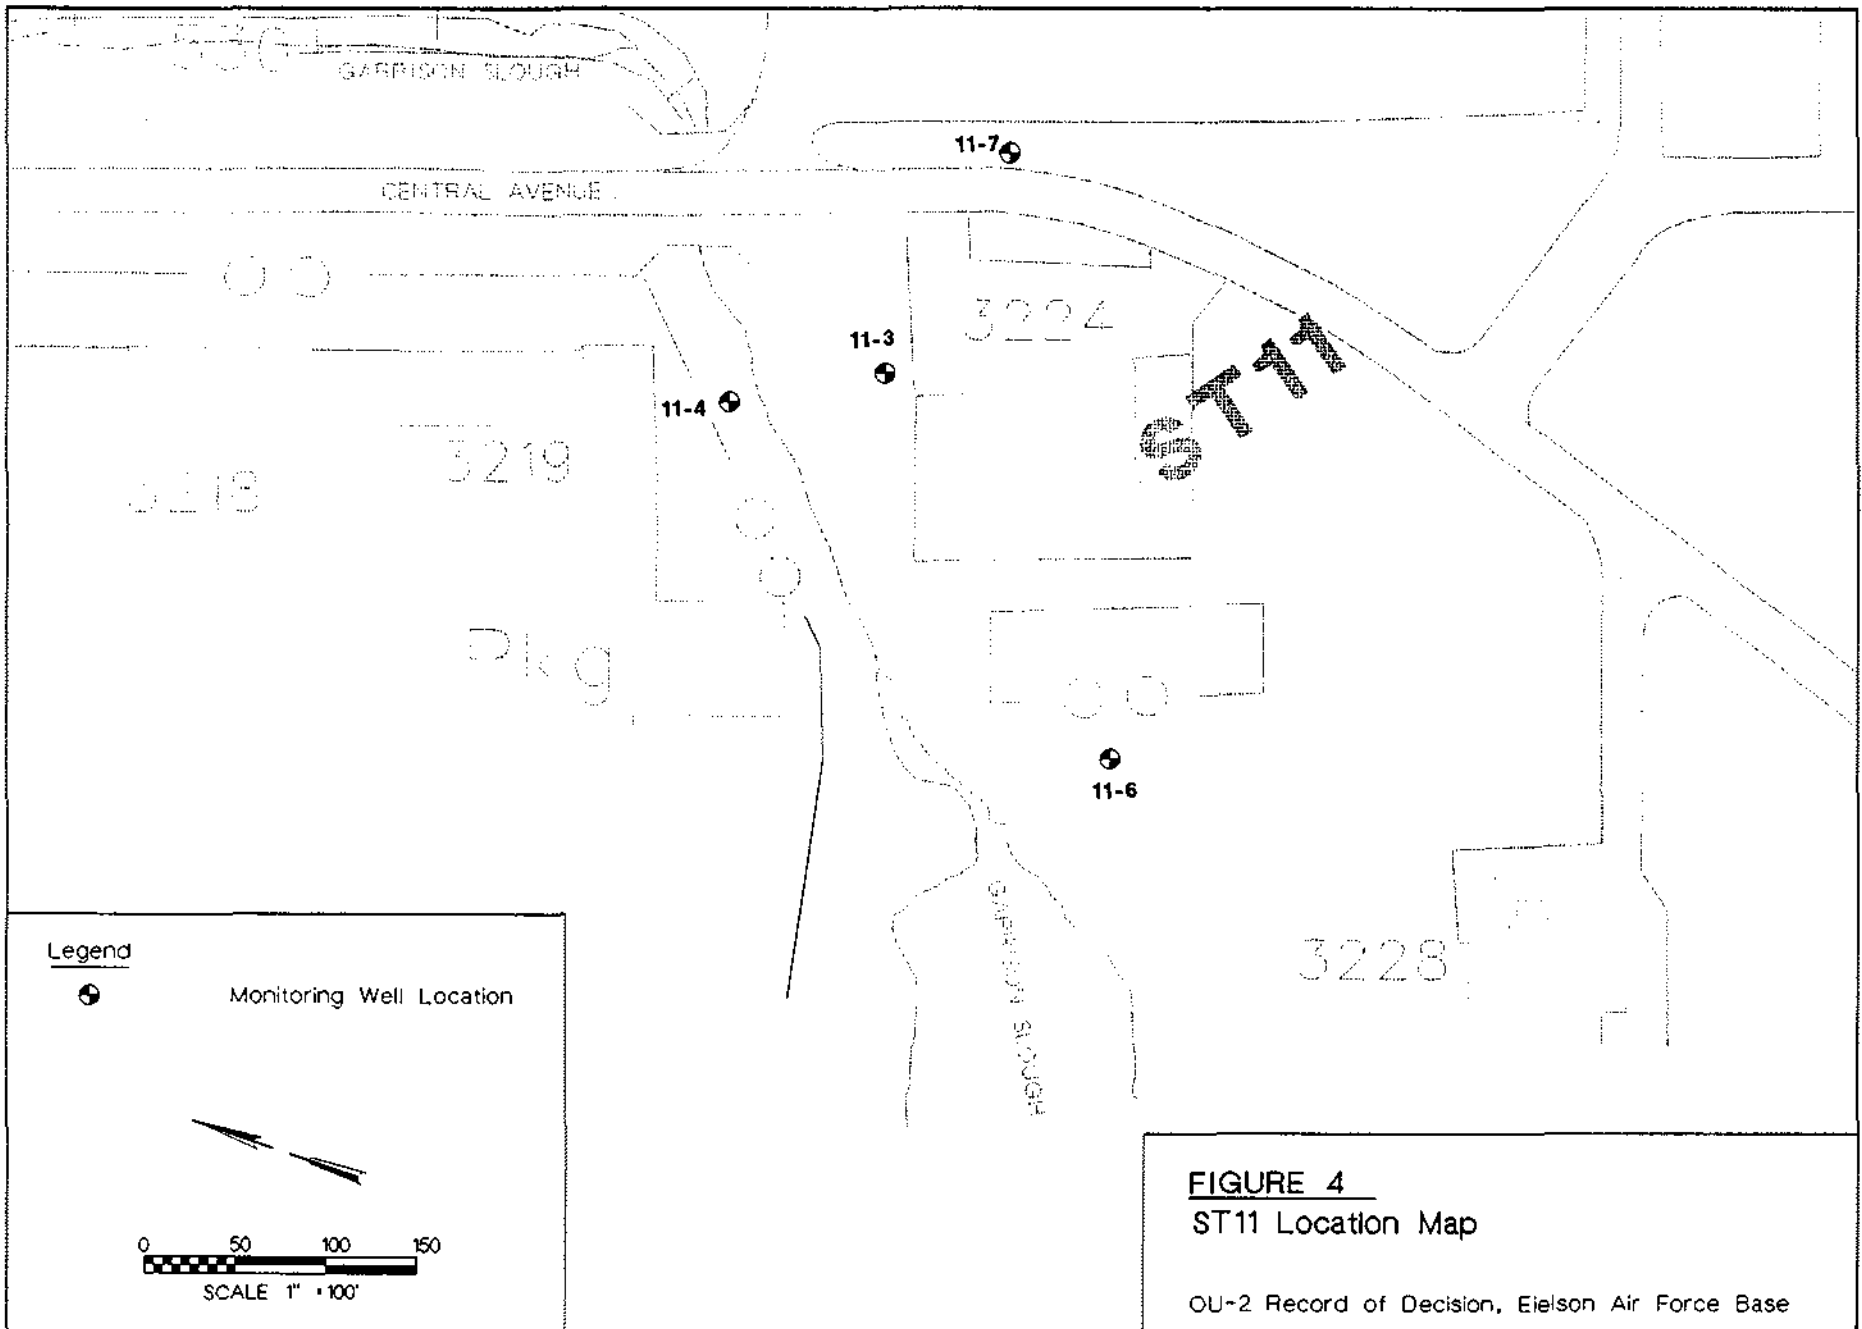 GARRISON SLOUGH
11-7
CENTRAL AVENUE
3224
11-3
ST11
11-4
3219
Pkg
11-6
GARRISON SLOUGH
3228
Legend
Monitoring Well Location
0 50 100 150
SCALE 1" = 100'
FIGURE 4
ST11 Location Map
OU-2 Record of Decision, Eielson Air Force Base